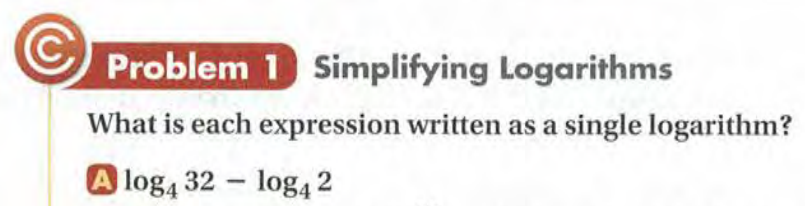 © Problem 1 Simplifying Logarithms
What is each expression written as a single logarithm?
A log₄ 32 − log₄ 2